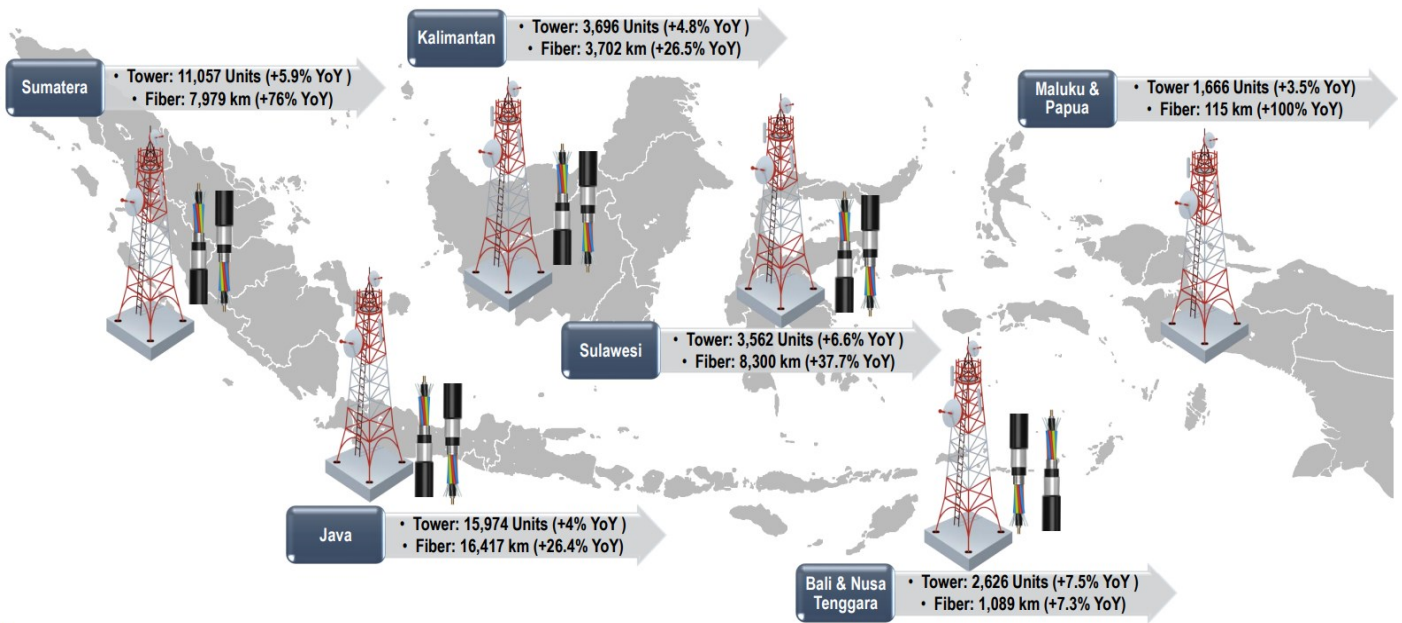 Kalimantan
• Tower: 3,696 Units (+4.8% YoY )
• Fiber: 3,702 km (+26.5% YoY)
Sumatera
• Tower: 11,057 Units (+5.9% YoY )
• Fiber: 7,979 km (+76% YoY)
Maluku &
Papua
• Tower 1,666 Units (+3.5% YoY)
• Fiber: 115 km (+100% YoY)
Sulawesi
• Tower: 3,562 Units (+6.6% YoY )
• Fiber: 8,300 km (+37.7% YoY)
Java
• Tower: 15,974 Units (+4% YoY )
• Fiber: 16,417 km (+26.4% YoY)
Bali & Nusa
Tenggara
• Tower: 2,626 Units (+7.5% YoY )
• Fiber: 1,089 km (+7.3% YoY)